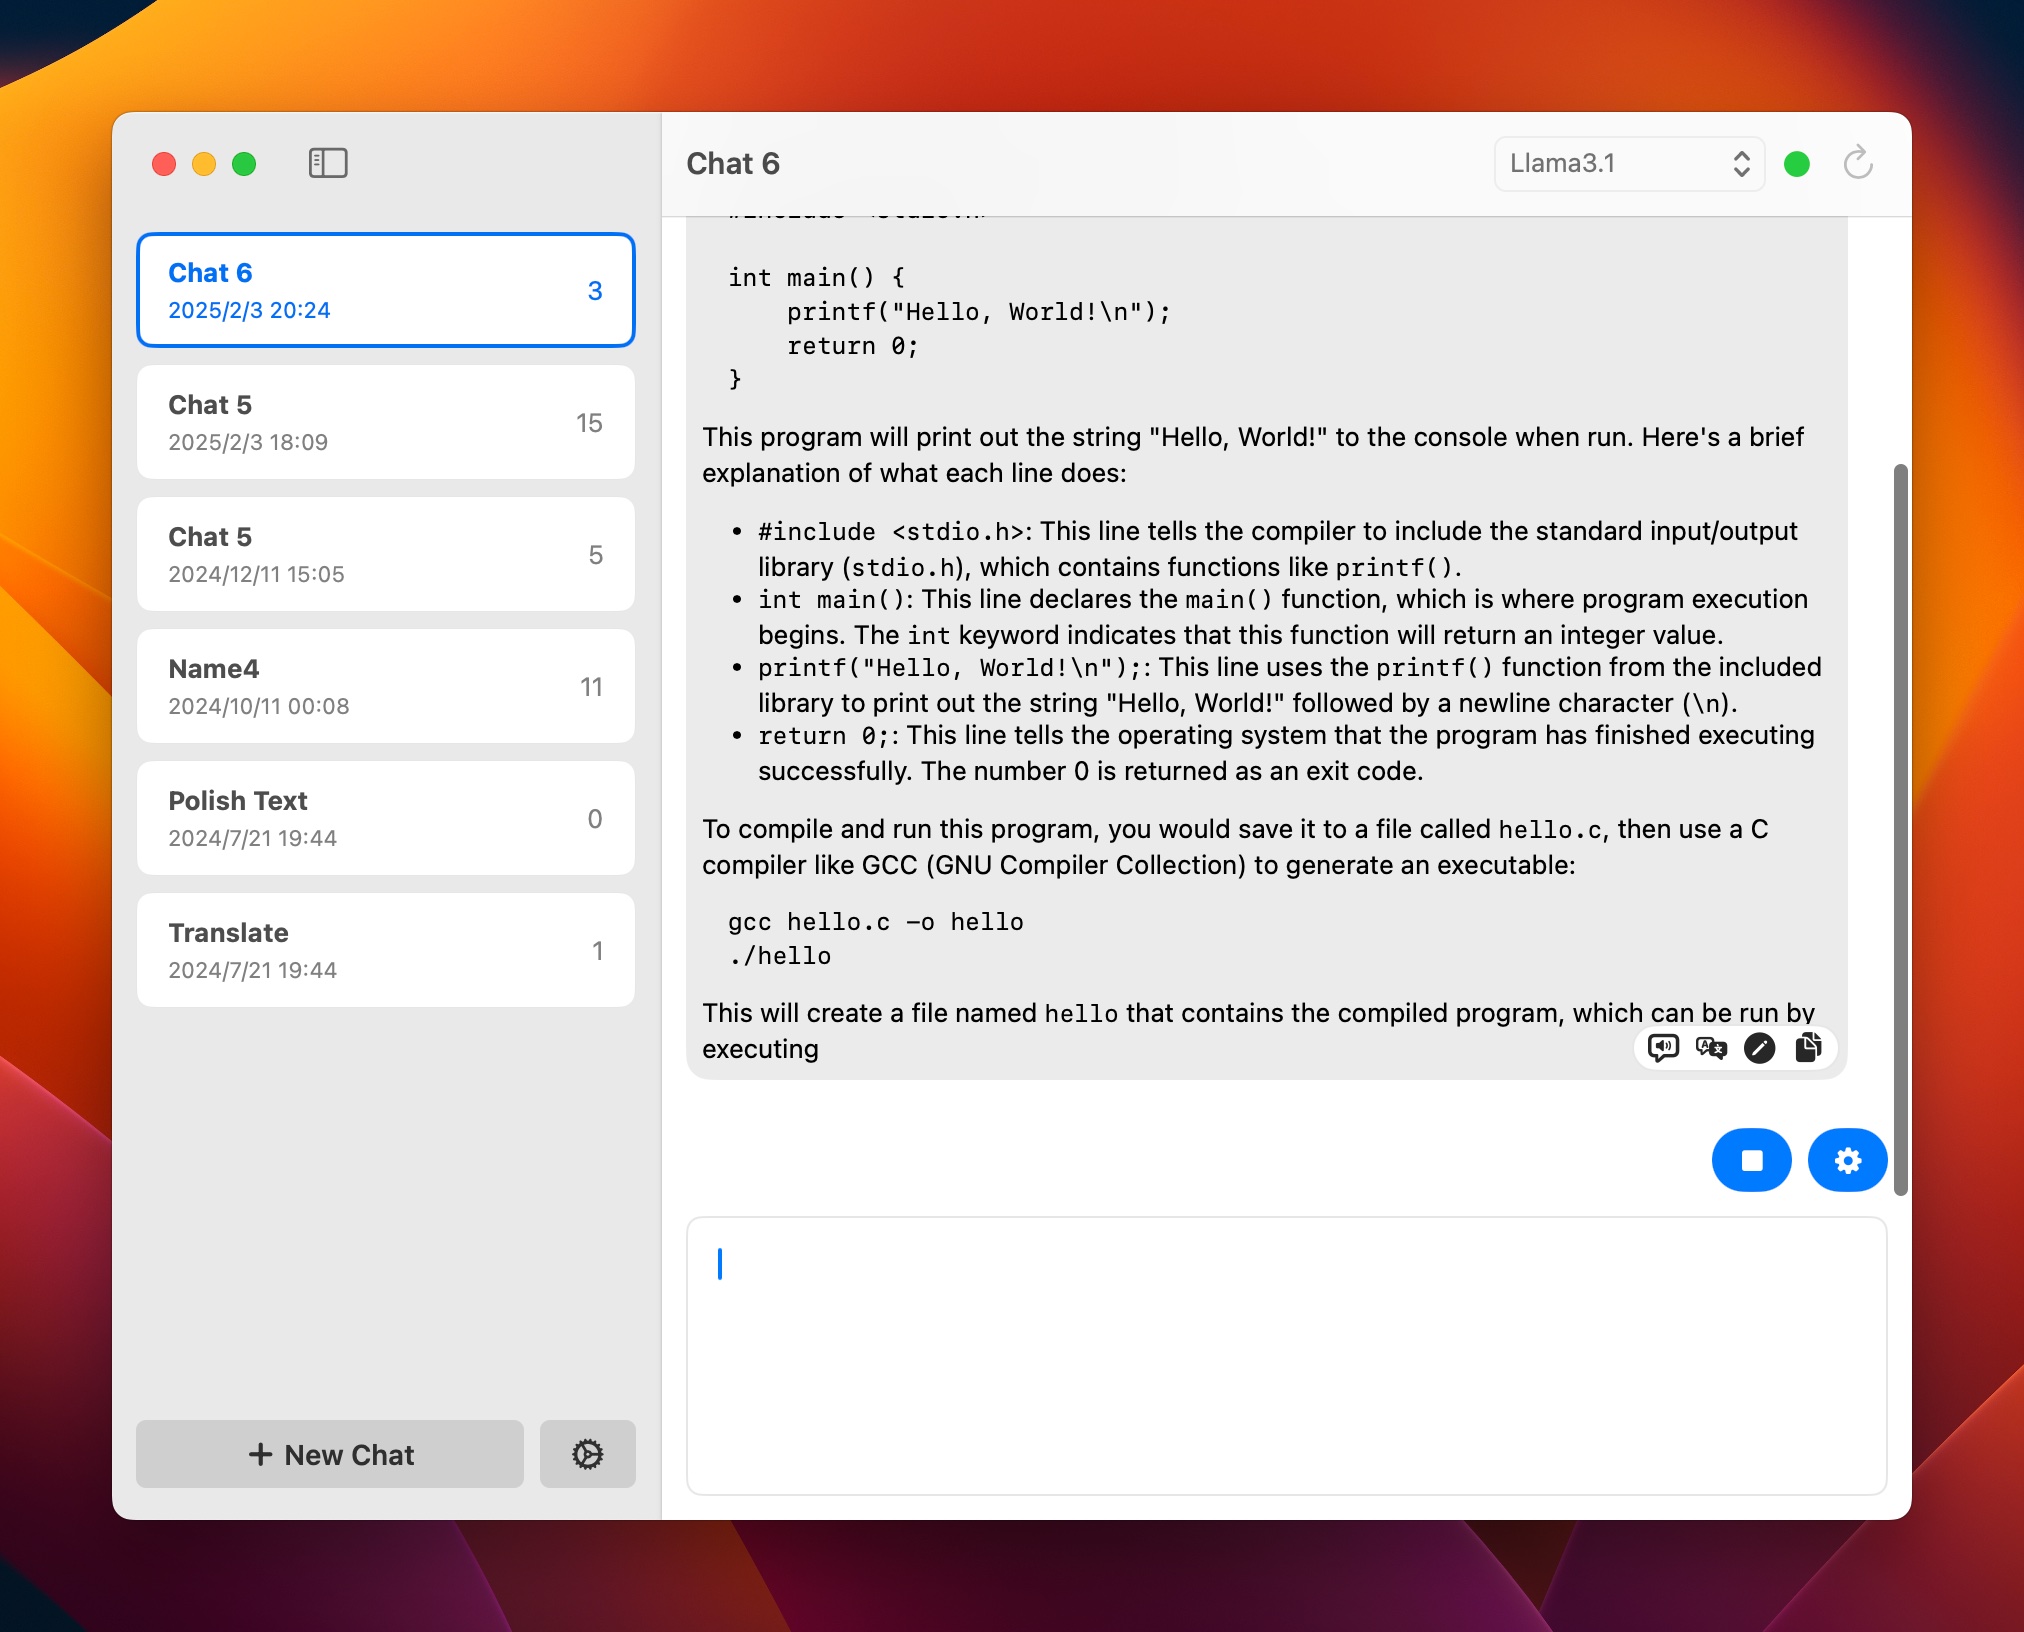 Chat 6
2025/2/3 20:24
3
Chat 5
2025/2/3 18:09
15
Chat 5
2024/12/11 15:05
5
Name4
2024/10/11 00:08
11
Polish Text
2024/7/21 19:44
0
Translate
2024/7/21 19:44
1
+ New Chat
Chat 6
Llama3.1
int main() {
    printf("Hello, World!\n");
    return 0;
}
This program will print out the string "Hello, World!" to the console when run. Here's a brief
explanation of what each line does:
• #include <stdio.h>: This line tells the compiler to include the standard input/output
library (stdio.h), which contains functions like printf().
• int main(): This line declares the main() function, which is where program execution
begins. The int keyword indicates that this function will return an integer value.
• printf("Hello, World!\n");: This line uses the printf() function from the included
library to print out the string "Hello, World!" followed by a newline character (\n).
• return 0;: This line tells the operating system that the program has finished executing
successfully. The number 0 is returned as an exit code.
To compile and run this program, you would save it to a file called hello.c, then use a C
compiler like GCC (GNU Compiler Collection) to generate an executable:
gcc hello.c -o hello
./hello
This will create a file named hello that contains the compiled program, which can be run by
executing